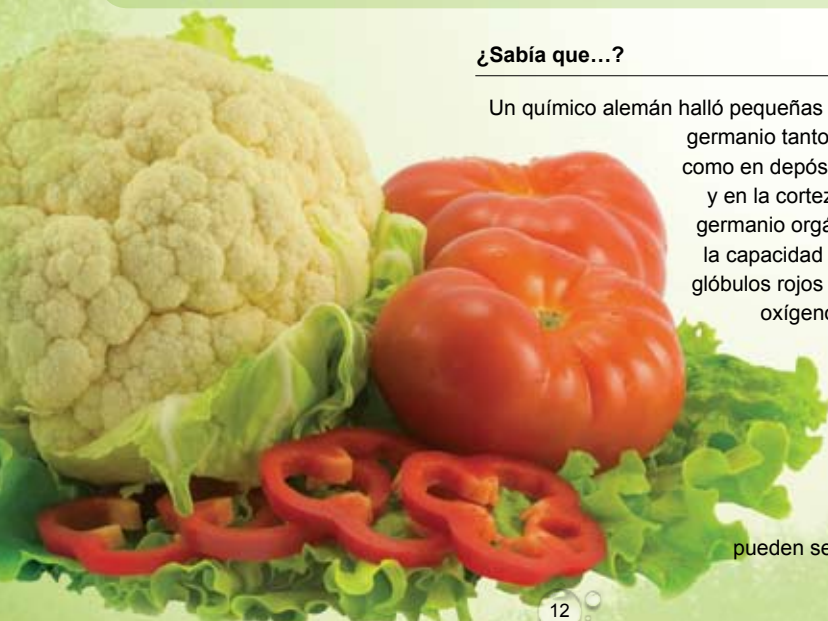 ¿Sabía que…?
Un químico alemán halló pequeñas
germanio tanto
como en depós
y en la cortez
germanio orgá
la capacidad
glóbulos rojos
oxígeno
pueden se
12